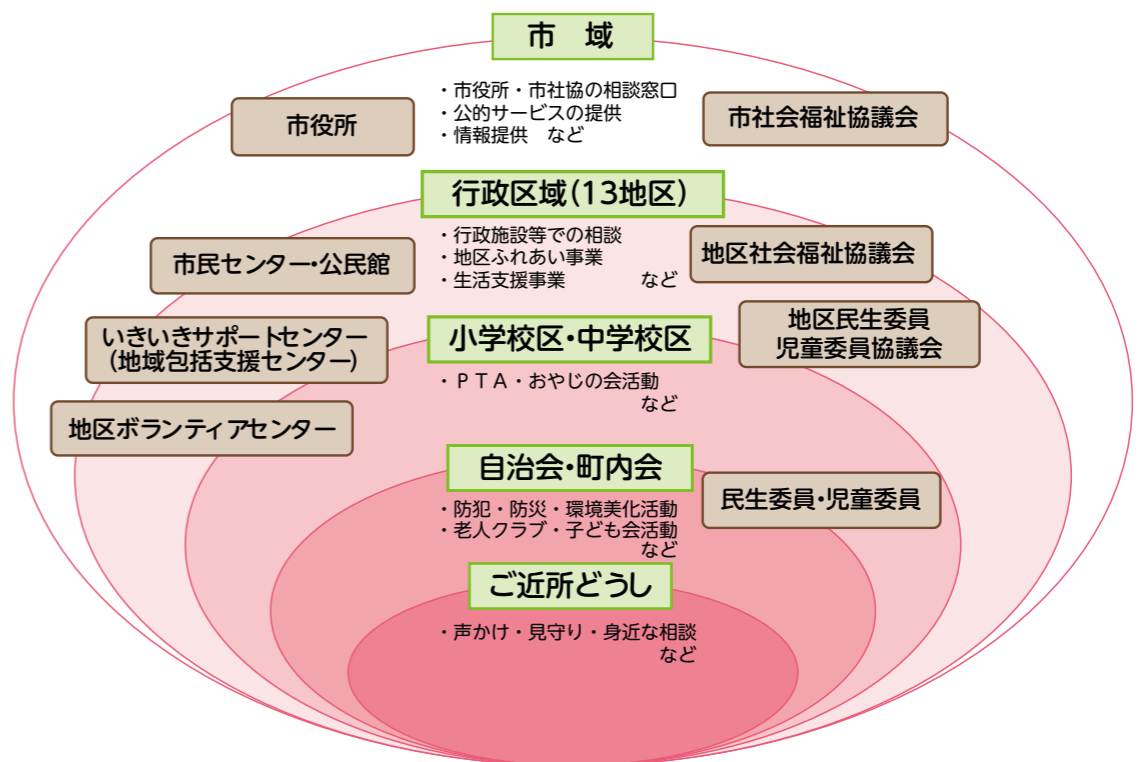 市　域
市役所
・市役所・市社協の相談窓口
・公的サービスの提供
・情報提供　など
市社会福祉協議会
行政区域(13地区)
市民センター・公民館
・行政施設等での相談
・地区ふれあい事業
・生活支援事業　　　　など
地区社会福祉協議会
いきいきサポートセンター
(地域包括支援センター)
小学校区・中学校区
地区民生委員
児童委員協議会
・ＰＴＡ・おやじの会活動
など
地区ボランティアセンター
自治会・町内会
・防犯・防災・環境美化活動
・老人クラブ・子ども会活動
など
民生委員・児童委員
ご近所どうし
・声かけ・見守り・身近な相談
など